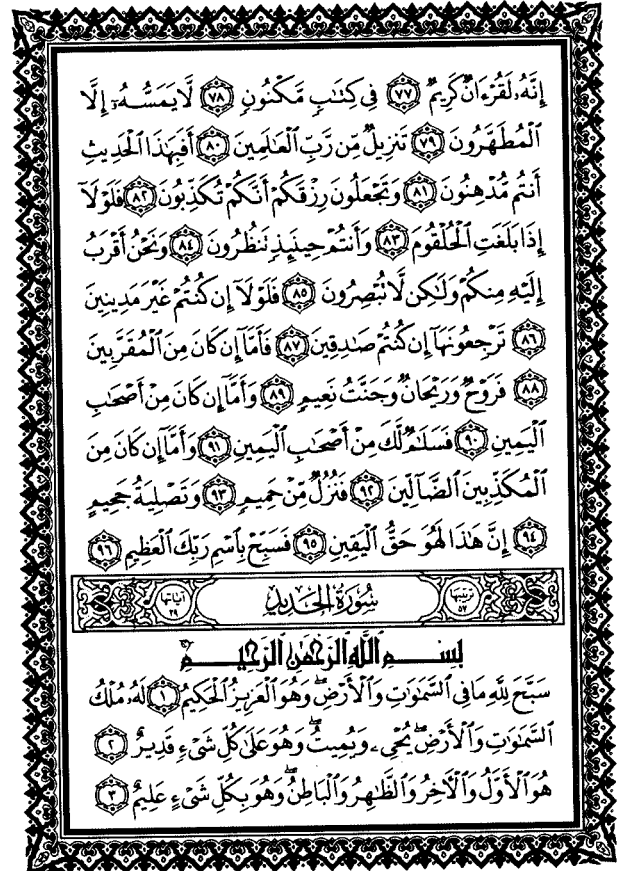 إِنَّهُۥ لَقُرْءَانٌ كَرِيمٌ ٧٧ فِى كِتَٰبٍ مَّكْنُونٍ ٧٨ لَّا يَمَسُّهُۥٓ إِلَّا
ٱلْمُطَهَّرُونَ ٧٩ تَنزِيلٌ مِّن رَّبِّ ٱلْعَٰلَمِينَ ٨٠ أَفَبِهَٰذَا ٱلْحَدِيثِ
أَنتُم مُّدْهِنُونَ ٨١ وَتَجْعَلُونَ رِزْقَكُمْ أَنَّكُمْ تُكَذِّبُونَ ٨٢ فَلَوْلَآ
إِذَا بَلَغَتِ ٱلْحُلْقُومَ ٨٣ وَأَنتُمْ حِينَئِذٍ تَنظُرُونَ ٨٤ وَنَحْنُ أَقْرَبُ
إِلَيْهِ مِنكُمْ وَلَٰكِن لَّا تُبْصِرُونَ ٨٥ فَلَوْلَآ إِن كُنتُمْ غَيْرَ مَدِينِينَ
٨٦ تَرْجِعُونَهَآ إِن كُنتُمْ صَٰدِقِينَ ٨٧ فَأَمَّآ إِن كَانَ مِنَ ٱلْمُقَرَّبِينَ
٨٨ فَرَوْحٌ وَرَيْحَانٌ وَجَنَّتُ نَعِيمٍ ٨٩ وَأَمَّآ إِن كَانَ مِنْ أَصْحَٰبِ
ٱلْيَمِينِ ٩٠ فَسَلَٰمٌ لَّكَ مِنْ أَصْحَٰبِ ٱلْيَمِينِ ٩١ وَأَمَّآ إِن كَانَ مِنَ
ٱلْمُكَذِّبِينَ ٱلضَّآلِّينَ ٩٢ فَنُزُلٌ مِّنْ حَمِيمٍ ٩٣ وَتَصْلِيَةُ جَحِيمٍ
٩٤ إِنَّ هَٰذَا لَهُوَ حَقُّ ٱلْيَقِينِ ٩٥ فَسَبِّحْ بِٱسْمِ رَبِّكَ ٱلْعَظِيمِ ٩٦
ترتيبها ٥٧ سُورَةُ الحَدِيدِ آياتها ٢٩
بِسْمِ ٱللَّهِ ٱلرَّحْمَٰنِ ٱلرَّحِيمِ
سَبَّحَ لِلَّهِ مَا فِى ٱلسَّمَٰوَٰتِ وَٱلْأَرْضِ ۖ وَهُوَ ٱلْعَزِيزُ ٱلْحَكِيمُ ١ لَهُۥ مُلْكُ
ٱلسَّمَٰوَٰتِ وَٱلْأَرْضِ ۖ يُحْىِۦ وَيُمِيتُ ۖ وَهُوَ عَلَىٰ كُلِّ شَىْءٍ قَدِيرٌ ٢
هُوَ ٱلْأَوَّلُ وَٱلْءَاخِرُ وَٱلظَّٰهِرُ وَٱلْبَاطِنُ ۖ وَهُوَ بِكُلِّ شَىْءٍ عَلِيمٌ ٣